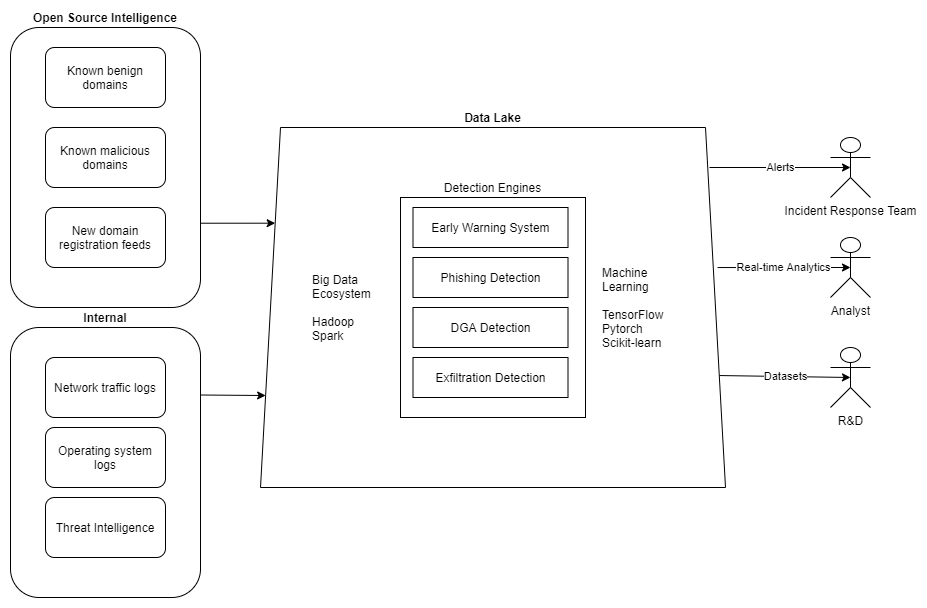 Open Source Intelligence
Known benign
domains
Known malicious
domains
New domain
registration feeds
Internal
Network traffic logs
Operating system
logs
Threat Intelligence
Data Lake
Big Data
Ecosystem
Hadoop
Spark
Detection Engines
Early Warning System
Phishing Detection
DGA Detection
Exfiltration Detection
Machine
Learning
TensorFlow
Pytorch
Scikit-learn
Alerts
Incident Response Team
Real-time Analytics
Analyst
Datasets
R&D